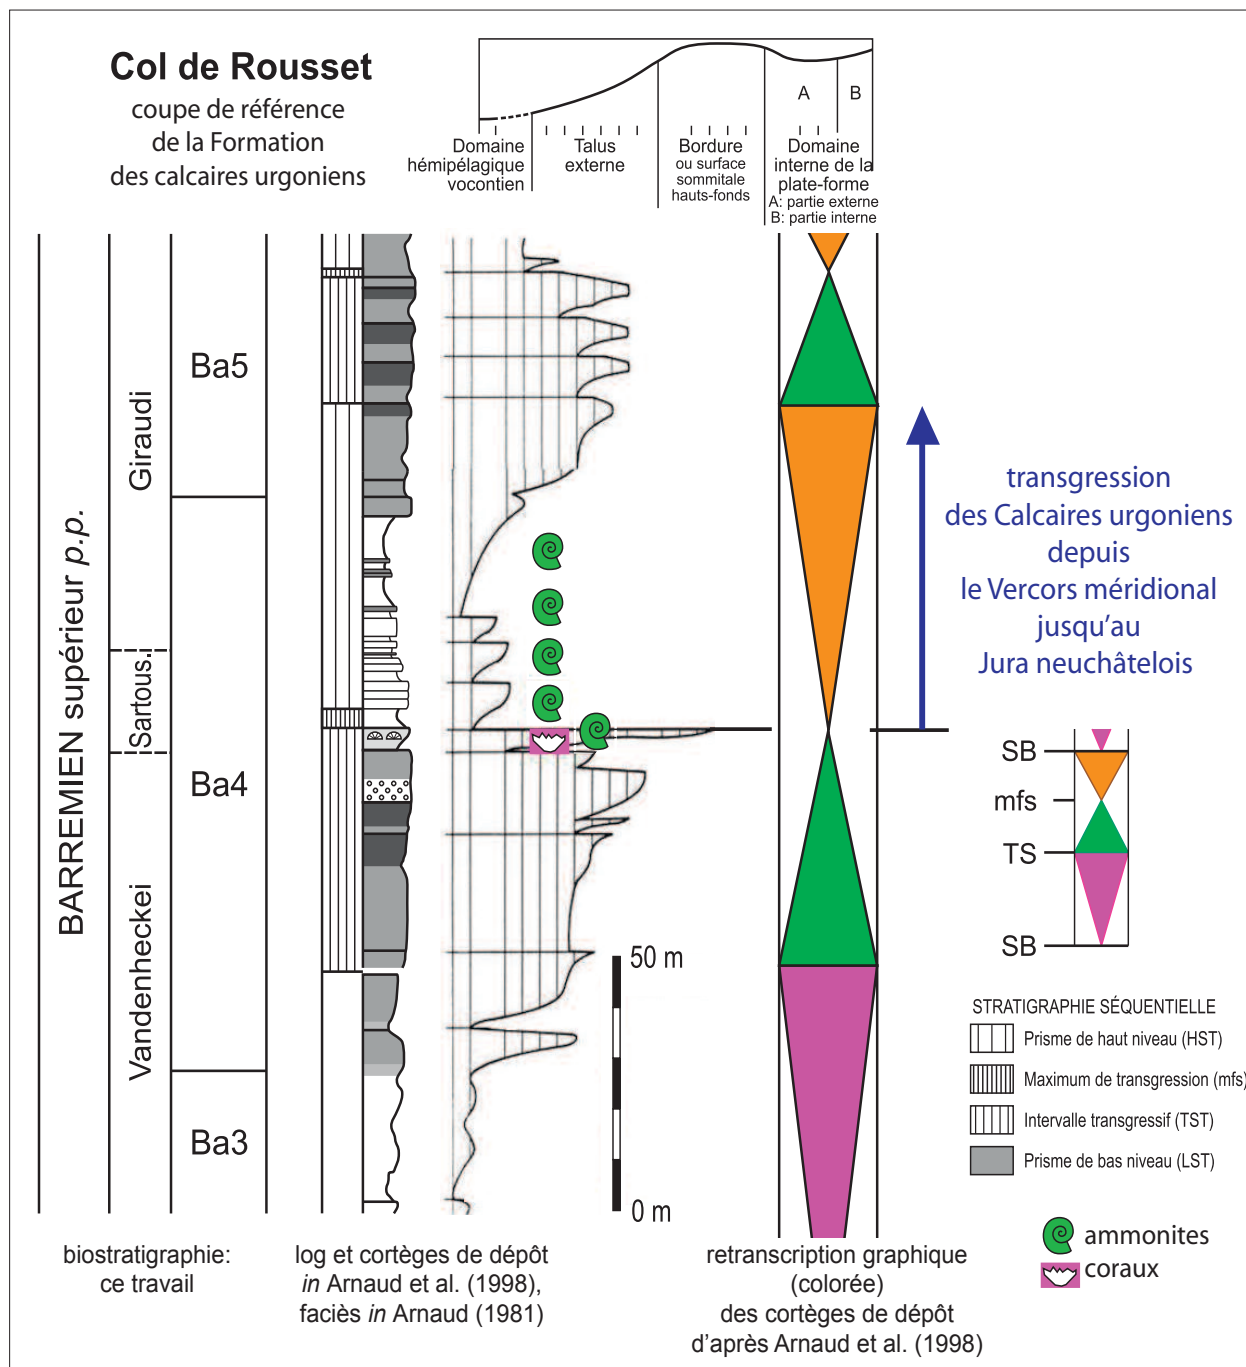 Col de Rousset
coupe de référence
de la Formation
des calcaires urgoniens
A
B
Domaine
hémipélagique
vocontien
Talus
externe
Bordure
ou surface
sommitale
hauts-fonds
Domaine
interne de la
plate-forme
A: partie externe
B: partie interne
BARREMIEN supérieur p.p.
Giraudi
Sartous.
Vandenheckei
Ba5
Ba4
Ba3
50 m
0 m
transgression
des Calcaires urgoniens
depuis
le Vercors méridional
jusqu'au
Jura neuchâtelois
SB
mfs
TS
SB
STRATIGRAPHIE SÉQUENTIELLE
Prisme de haut niveau (HST)
Maximum de transgression (mfs)
Intervalle transgressif (TST)
Prisme de bas niveau (LST)
ammonites
coraux
biostratigraphie:
ce travail
log et cortèges de dépôt
in Arnaud et al. (1998),
faciès in Arnaud (1981)
retranscription graphique
(colorée)
des cortèges de dépôt
d'après Arnaud et al. (1998)